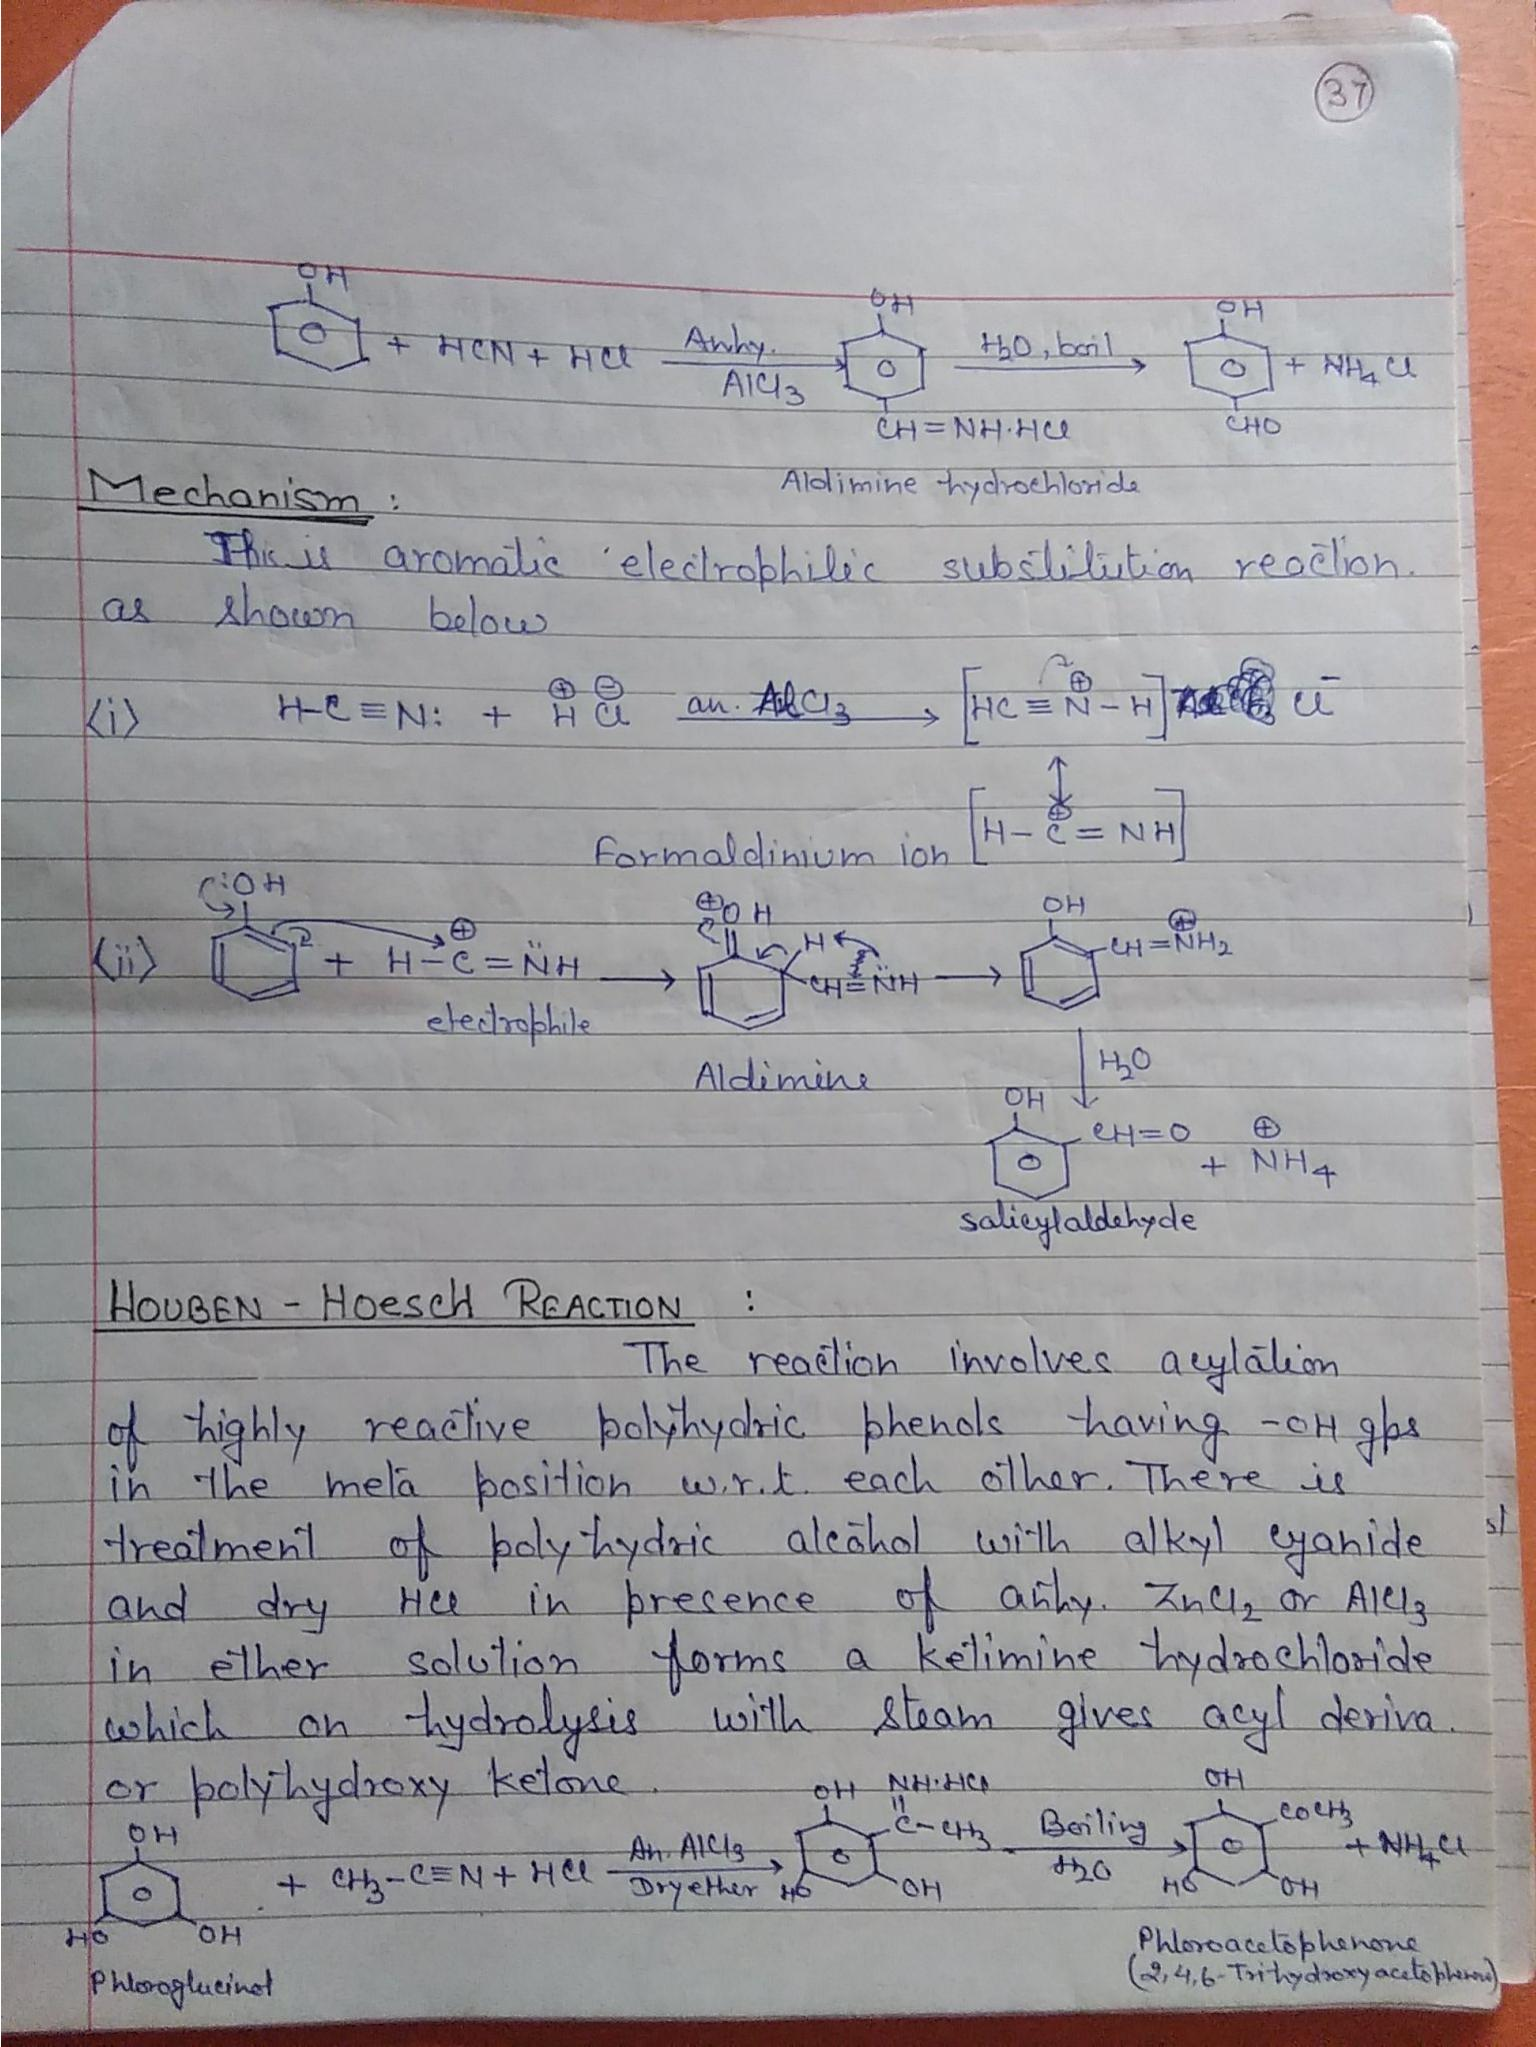 37
OH OH OH
+ HCN + HCl Anhy. AlCl3 H2O, boil + NH4Cl
CH=NH·HCl CHO
Aldimine hydrochloride
Mechanism :
This is aromatic electrophilic substitution reaction.
as shown below
(i) H-C≡N: + H⊕ Cl⊖ an. AlCl3 [HC≡N⊕-H] Cl⁻
Formaldinium ion [H-C⊕=NH]
:OH ⊕OH OH
(ii) + H-C⊕=N̈H H CH=N̈H CH=N⊕H2
electrophile
Aldimine H2O
OH CH=O + N⊕H4
salicylaldehyde
HOUBEN - HOESCH REACTION :
The reaction involves acylation
of highly reactive polyhydric phenols having -OH gps
in the meta position w.r.t. each other. There is
st
treatment of polyhydric alcohol with alkyl cyanide
and dry HCl in presence of anhy. ZnCl2 or AlCl3
in ether solution forms a ketimine hydrochloride
which on hydrolysis with steam gives acyl deriva.
or polyhydroxy ketone.
OH OH NH·HCl OH
+ CH3-C≡N + HCl An. AlCl3 Dry ether C-CH3 Boiling H2O COCH3 + NH4Cl
HO OH HO OH HO OH
Phloroglucinol Phloroacetophenone
(2,4,6-Trihydroxyacetophenone)